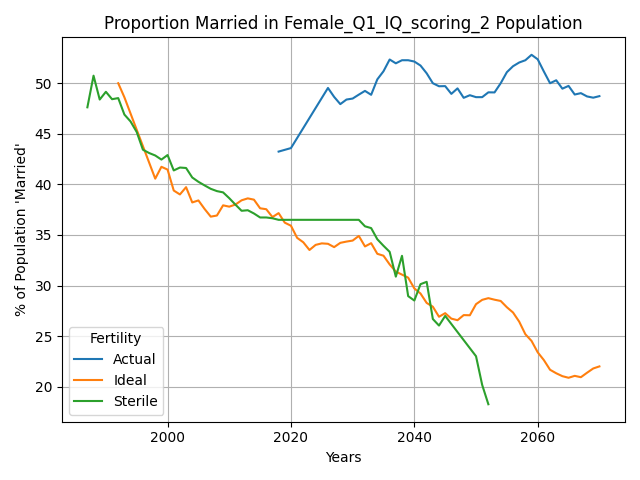 Proportion Married in Female_Q1_IQ_scoring_2 Population
% of Population 'Married'
50
45
40
35
30
25
20
Fertility
Actual
Ideal
Sterile
2000 2020 2040 2060
Years